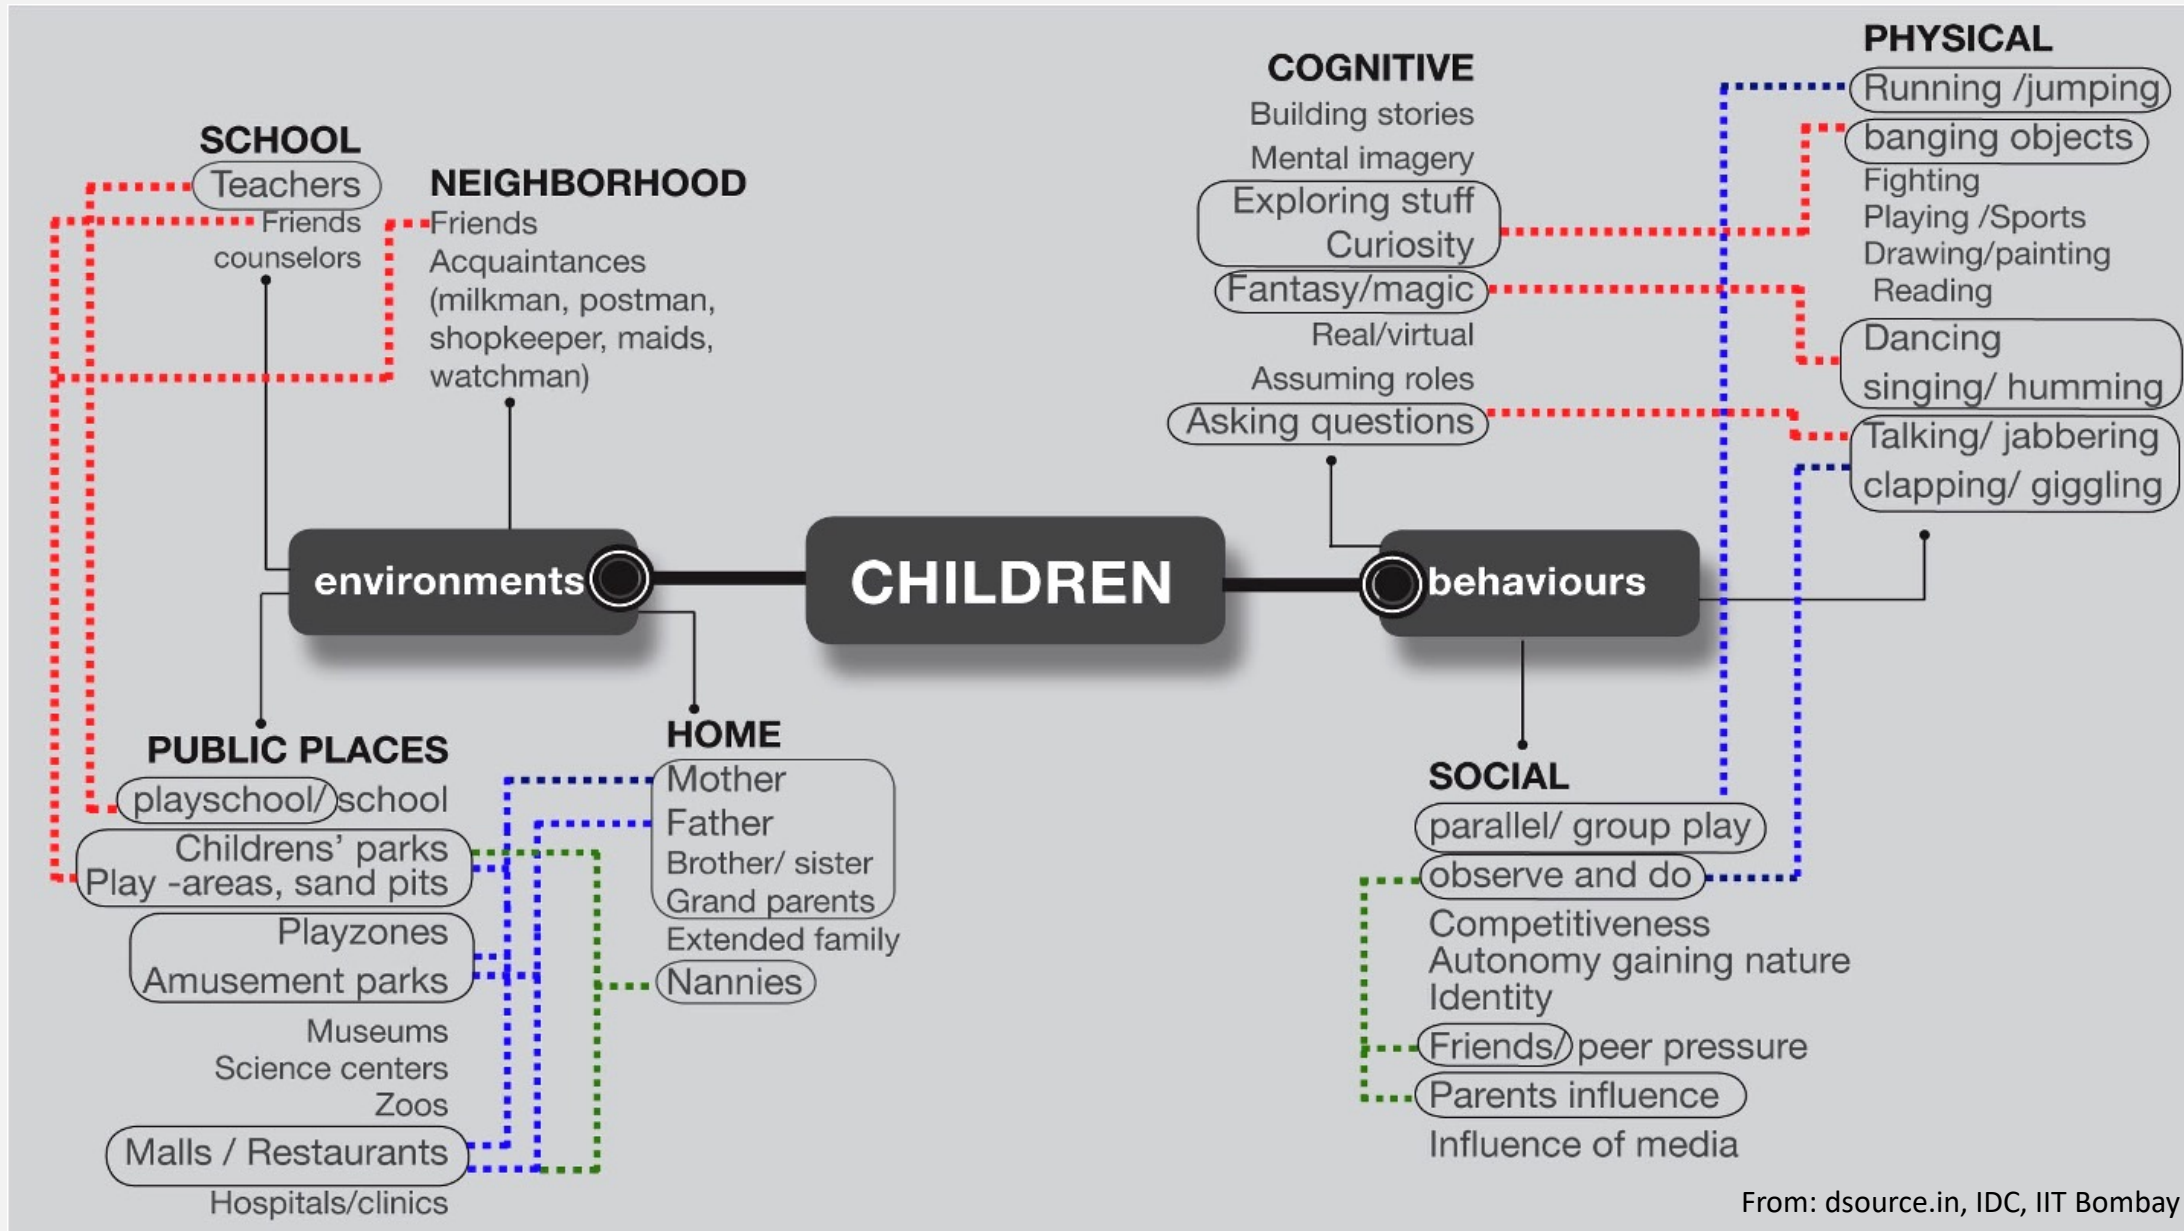 SCHOOL
Teachers
Friends
counselors
NEIGHBORHOOD
Friends
Acquaintances
(milkman, postman,
shopkeeper, maids,
watchman)
COGNITIVE
Building stories
Mental imagery
Exploring stuff
Curiosity
Fantasy/magic
Real/virtual
Assuming roles
Asking questions
PHYSICAL
Running /jumping
banging objects
Fighting
Playing /Sports
Drawing/painting
Reading
Dancing
singing/ humming
Talking/ jabbering
clapping/ giggling
environments
CHILDREN
behaviours
PUBLIC PLACES
playschool/ school
Childrens’ parks
Play -areas, sand pits
Playzones
Amusement parks
Museums
Science centers
Zoos
Malls / Restaurants
Hospitals/clinics
HOME
Mother
Father
Brother/ sister
Grand parents
Extended family
Nannies
SOCIAL
parallel/ group play
observe and do
Competitiveness
Autonomy gaining nature
Identity
Friends/ peer pressure
Parents influence
Influence of media
From: dsource.in, IDC, IIT Bombay